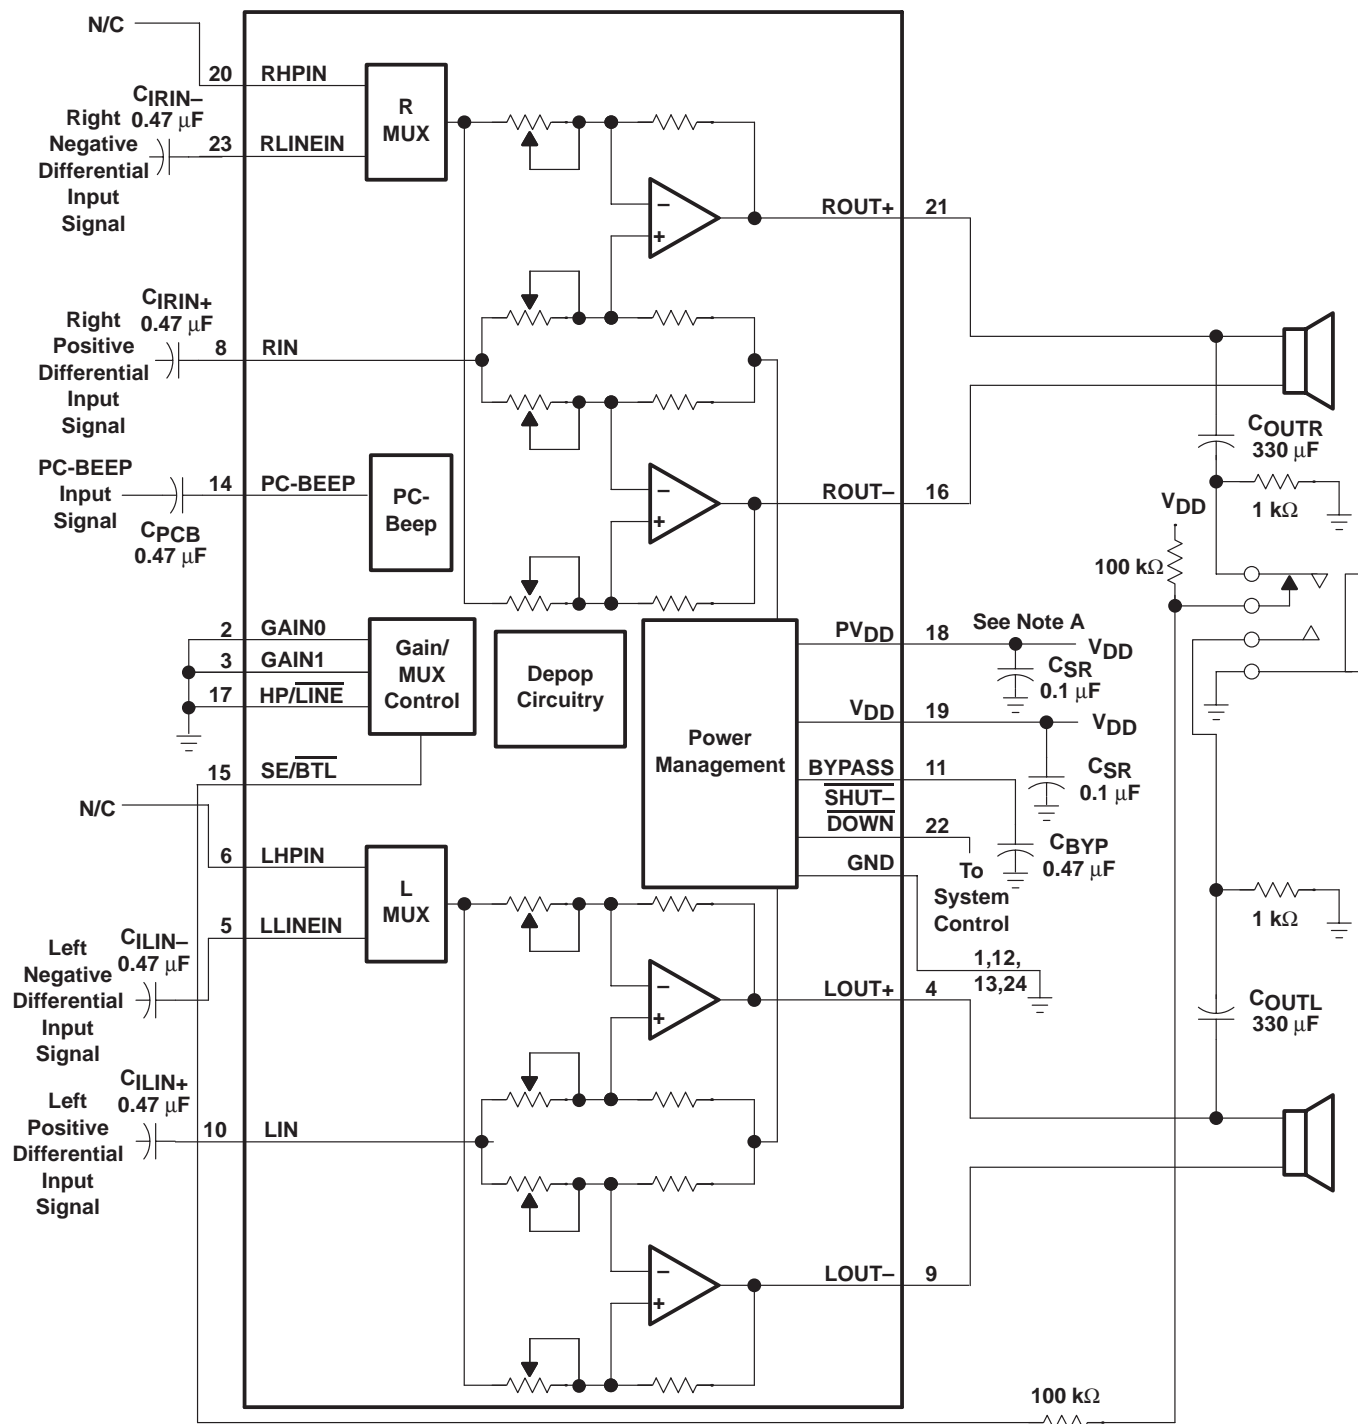 N/C
20 RHPIN
CIRIN–
0.47 μF
Right
Negative
Differential
Input
Signal
23 RLINEIN
R
MUX
ROUT+ 21
CIRIN+
0.47 μF
Right
Positive
Differential
Input
Signal
8 RIN
COUTR
330 μF
1 kΩ
PC-BEEP
Input
Signal
CPCB
0.47 μF
14 PC-BEEP
PC-
Beep
ROUT– 16
VDD
100 kΩ
2 GAIN0
3 GAIN1
17 HP/LINE
Gain/
MUX
Control
Depop
Circuitry
15 SE/BTL
Power
Management
PVDD 18
See Note A
VDD
CSR
0.1 μF
VDD 19
VDD
CSR
0.1 μF
BYPASS 11
SHUT–
DOWN 22
CBYP
0.47 μF
To
System
Control
GND
1,12,
13,24
N/C
6 LHPIN
L
MUX
5 LLINEIN
CILIN–
0.47 μF
Left
Negative
Differential
Input
Signal
1 kΩ
LOUT+ 4
COUTL
330 μF
CILIN+
0.47 μF
Left
Positive
Differential
Input
Signal
10 LIN
LOUT– 9
100 kΩ
− + − + − + − +